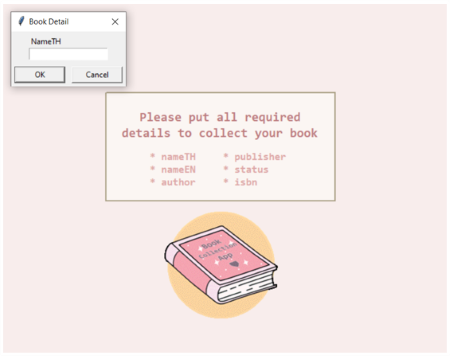 Book Detail
NameTH
OK Cancel
Please put all required
details to collect your book
* nameTH * publisher
* nameEN * status
* author * isbn
Book
Collection
App